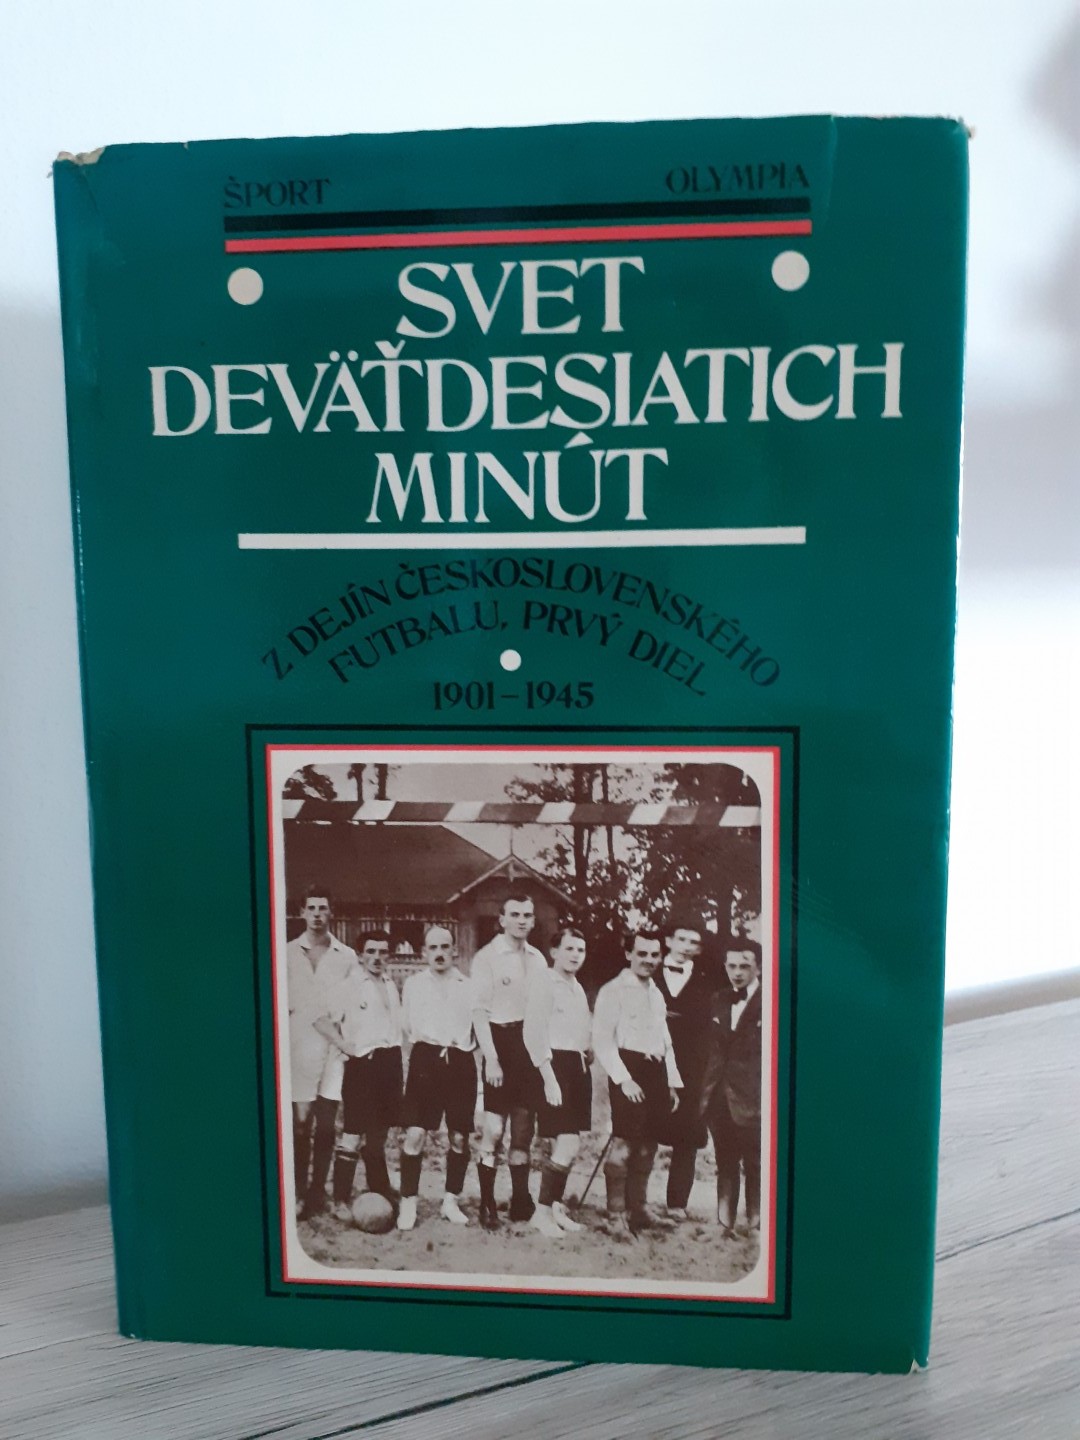 ŠPORT OLYMPIA
SVET
DEVÄŤDESIATICH
MINÚT
Z DEJÍN ČESKOSLOVENSKÉHO
FUTBALU, PRVÝ DIEL
1901–1945